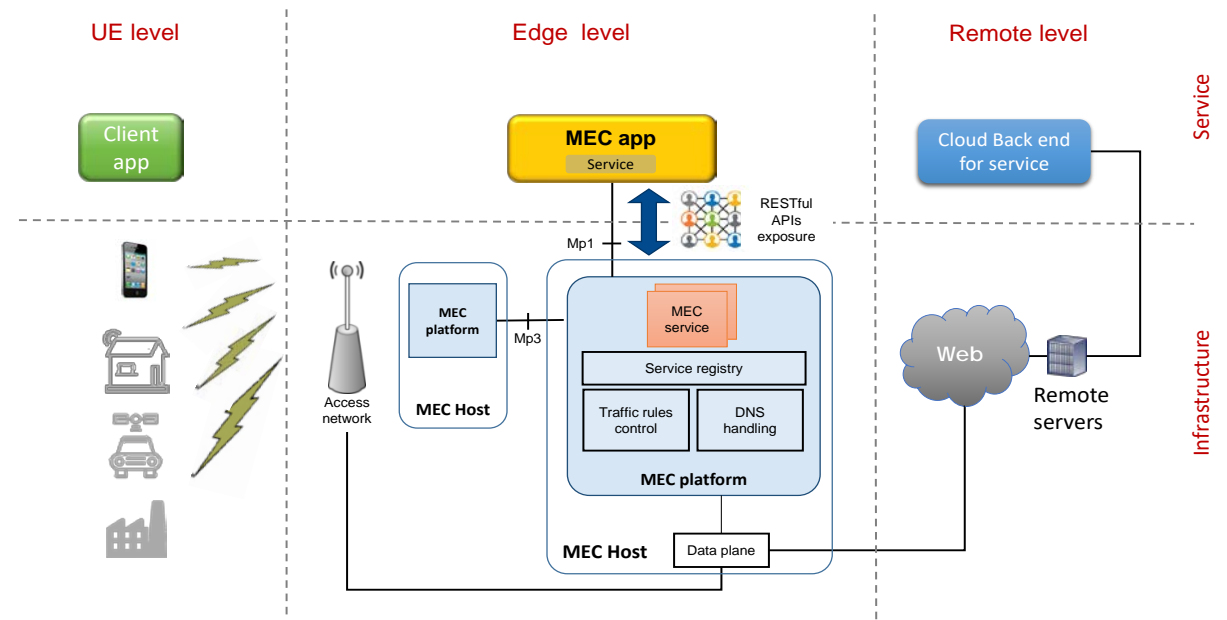 UE level
Edge level
Remote level
Service
Client
app
MEC app
Service
Cloud Back end
for service
RESTful
APIs
exposure
Mp1
MEC
platform
Mp3
MEC Host
Access
network
MEC
service
Service registry
Traffic rules
control
DNS
handling
MEC platform
MEC Host
Data plane
Web
Remote
servers
Infrastructure